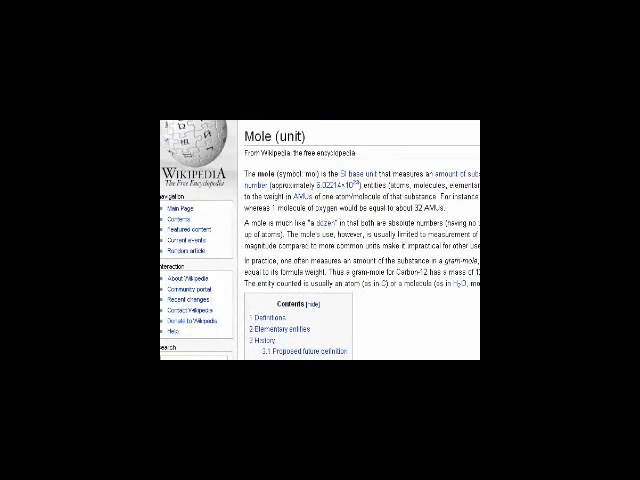 WIKIPEDIA
The Free Encyclopedia
navigation
Main Page
Contents
Featured content
Current events
Random article
interaction
About Wikipedia
Community portal
Recent changes
Contact Wikipedia
Donate to Wikipedia
Help
search
Mole (unit)
From Wikipedia, the free encyclopedia
The mole (symbol: mol) is the SI base unit that measures an amount of
number (approximately 6.02214×10²³) entities (atoms, molecules,
to the weight in AMUs of one atom/molecule of that substance. For instance
whereas 1 molecule of oxygen would be equal to about 32 AMUs.
A mole is much like "a dozen" in that both are absolute numbers (having no
up of atoms). The mole's use, however, is usually limited to measurement of
magnitude compared to more common units make it impractical for other
In practice, one often measures an amount of the substance in a gram-mole,
equal to its formula weight. Thus a gram-mole for Carbon-12 has a mass of
The entity counted is usually an atom (as in C) or a molecule (as in H₂O,
Contents [hide]
1 Definitions
2 Elementary entities
3 History
3.1 Proposed future definition